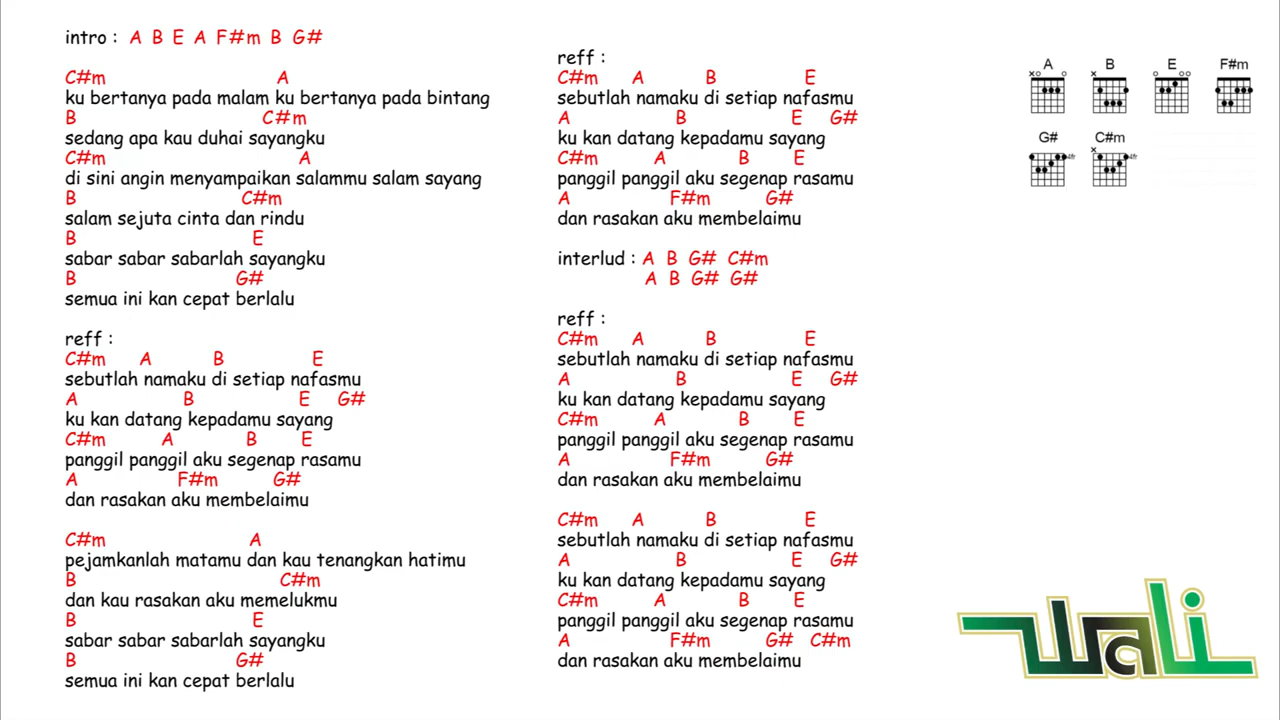 intro : A B E A F#m B G#
C#m A
ku bertanya pada malam ku bertanya pada bintang
B C#m
sedang apa kau duhai sayangku
C#m A
di sini angin menyampaikan salammu salam sayang
B C#m
salam sejuta cinta dan rindu
B E
sabar sabar sabarlah sayangku
B G#
semua ini kan cepat berlalu
reff :
C#m A B E
sebutlah namaku di setiap nafasmu
A B E G#
ku kan datang kepadamu sayang
C#m A B E
panggil panggil aku segenap rasamu
A F#m G#
dan rasakan aku membelaimu
C#m A
pejamkanlah matamu dan kau tenangkan hatimu
B C#m
dan kau rasakan aku memelukmu
B E
sabar sabar sabarlah sayangku
B G#
semua ini kan cepat berlalu
reff :
C#m A B E
sebutlah namaku di setiap nafasmu
A B E G#
ku kan datang kepadamu sayang
C#m A B E
panggil panggil aku segenap rasamu
A F#m G#
dan rasakan aku membelaimu
interlud : A B G# C#m
A B G# G#
reff :
C#m A B E
sebutlah namaku di setiap nafasmu
A B E G#
ku kan datang kepadamu sayang
C#m A B E
panggil panggil aku segenap rasamu
A F#m G#
dan rasakan aku membelaimu
C#m A B E
sebutlah namaku di setiap nafasmu
A B E G#
ku kan datang kepadamu sayang
C#m A B E
panggil panggil aku segenap rasamu
A F#m G# C#m
dan rasakan aku membelaimu
A B E F#m
G# C#m
4fr 4fr
wali